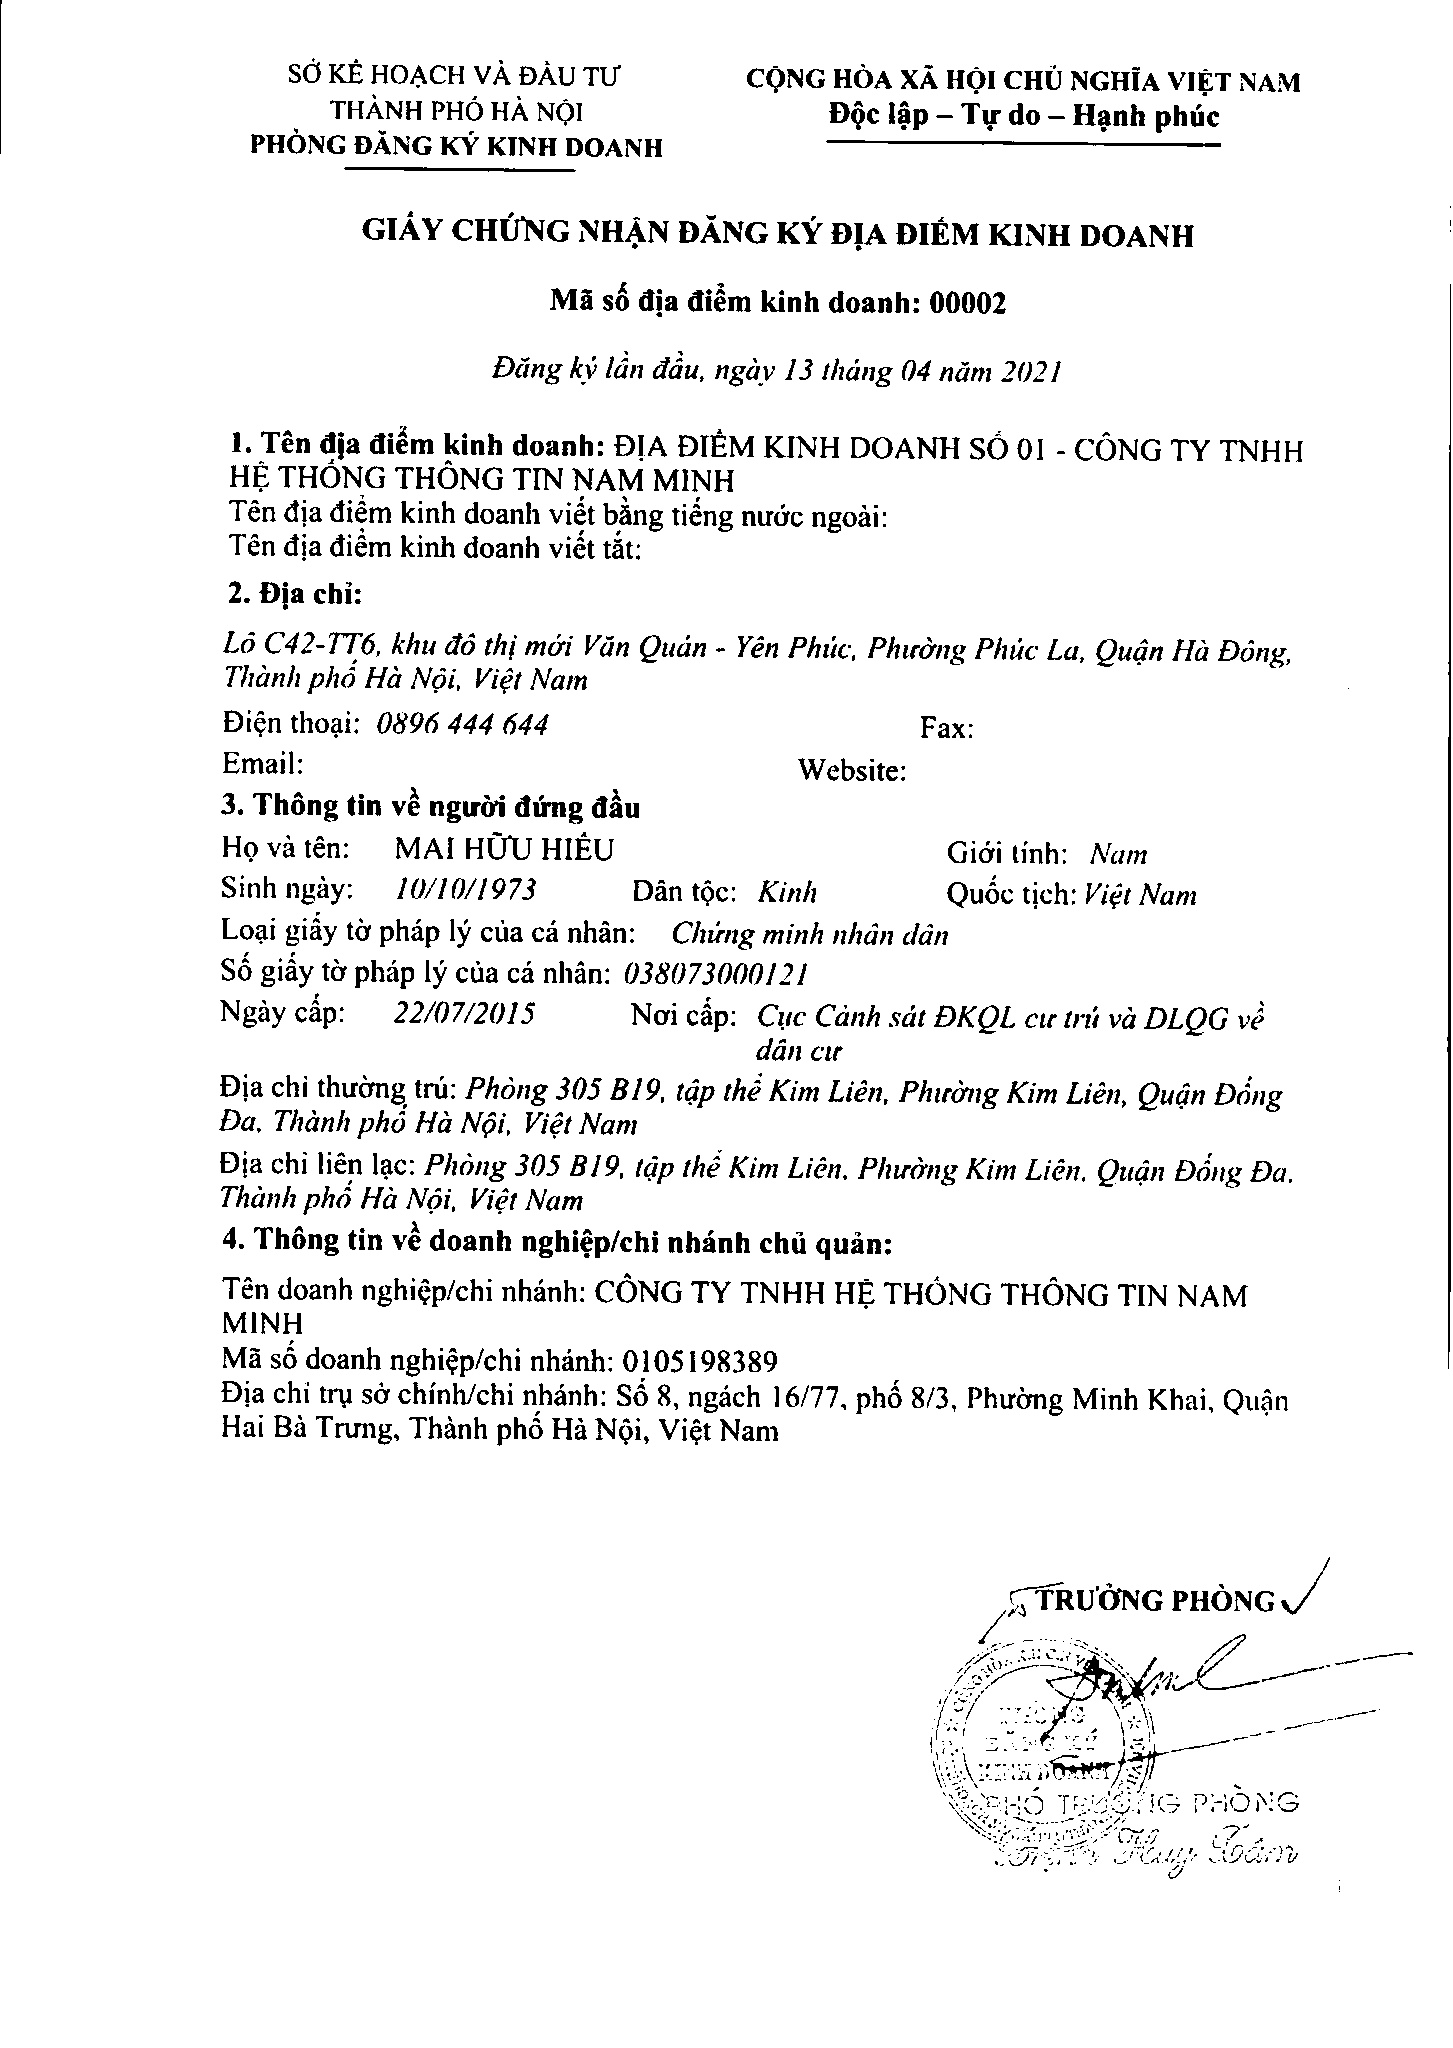 SỞ KẾ HOẠCH VÀ ĐẦU TƯ
THÀNH PHỐ HÀ NỘI
PHÒNG ĐĂNG KÝ KINH DOANH
CỘNG HÒA XÃ HỘI CHỦ NGHĨA VIỆT NAM
Độc lập – Tự do – Hạnh phúc
GIẤY CHỨNG NHẬN ĐĂNG KÝ ĐỊA ĐIỂM KINH DOANH
Mã số địa điểm kinh doanh: 00002
Đăng ký lần đầu, ngày 13 tháng 04 năm 2021
1. Tên địa điểm kinh doanh: ĐỊA ĐIỂM KINH DOANH SỐ 01 - CÔNG TY TNHH
HỆ THỐNG THÔNG TIN NAM MINH
Tên địa điểm kinh doanh viết bằng tiếng nước ngoài:
Tên địa điểm kinh doanh viết tắt:
2. Địa chỉ:
Lô C42-TT6, khu đô thị mới Văn Quán - Yên Phúc, Phường Phúc La, Quận Hà Đông,
Thành phố Hà Nội, Việt Nam
Điện thoại: 0896 444 644 Fax:
Email: Website:
3. Thông tin về người đứng đầu
Họ và tên: MAI HỮU HIẾU Giới tính: Nam
Sinh ngày: 10/10/1973 Dân tộc: Kinh Quốc tịch: Việt Nam
Loại giấy tờ pháp lý của cá nhân: Chứng minh nhân dân
Số giấy tờ pháp lý của cá nhân: 038073000121
Ngày cấp: 22/07/2015 Nơi cấp: Cục Cảnh sát ĐKQL cư trú và DLQG về
dân cư
Địa chỉ thường trú: Phòng 305 B19, tập thể Kim Liên, Phường Kim Liên, Quận Đống
Đa, Thành phố Hà Nội, Việt Nam
Địa chỉ liên lạc: Phòng 305 B19, tập thể Kim Liên, Phường Kim Liên, Quận Đống Đa,
Thành phố Hà Nội, Việt Nam
4. Thông tin về doanh nghiệp/chi nhánh chủ quản:
Tên doanh nghiệp/chi nhánh: CÔNG TY TNHH HỆ THỐNG THÔNG TIN NAM
MINH
Mã số doanh nghiệp/chi nhánh: 0105198389
Địa chỉ trụ sở chính/chi nhánh: Số 8, ngách 16/77, phố 8/3, Phường Minh Khai, Quận
Hai Bà Trưng, Thành phố Hà Nội, Việt Nam
TRƯỞNG PHÒNG
PHÒNG
ĐĂNG KÝ
KINH DOANH
PHÓ TRƯỞNG PHÒNG
Huy Tâm